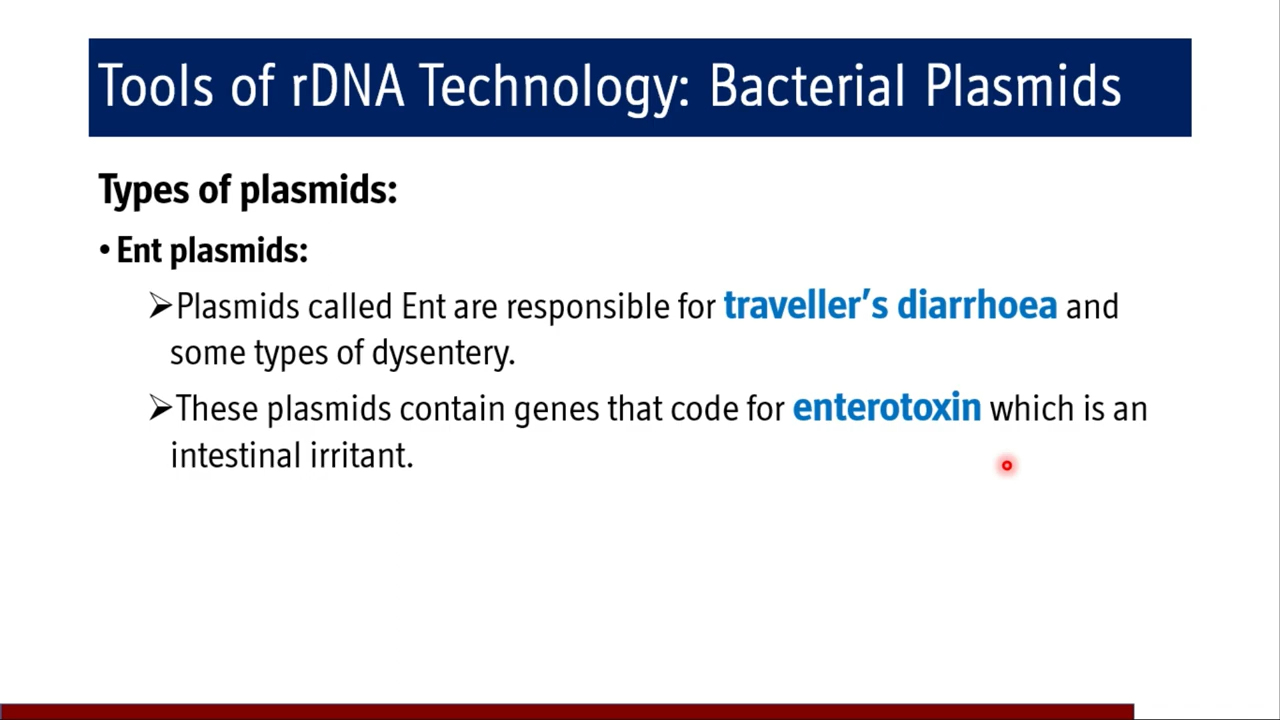 Tools of rDNA Technology: Bacterial Plasmids
Types of plasmids:
• Ent plasmids:
➢Plasmids called Ent are responsible for traveller’s diarrhoea and
some types of dysentery.
➢These plasmids contain genes that code for enterotoxin which is an
intestinal irritant.